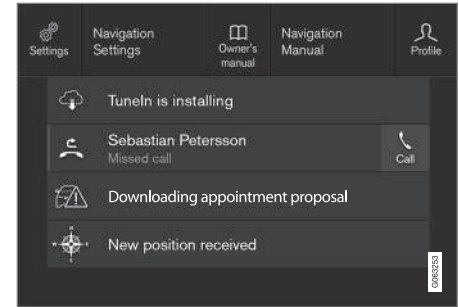 Settings
Navigation
Settings
Owner's
manual
Navigation
Manual
Profile
TuneIn is installing
Sebastian Petersson
Missed call
Call
Downloading appointment proposal
New position received
G063253